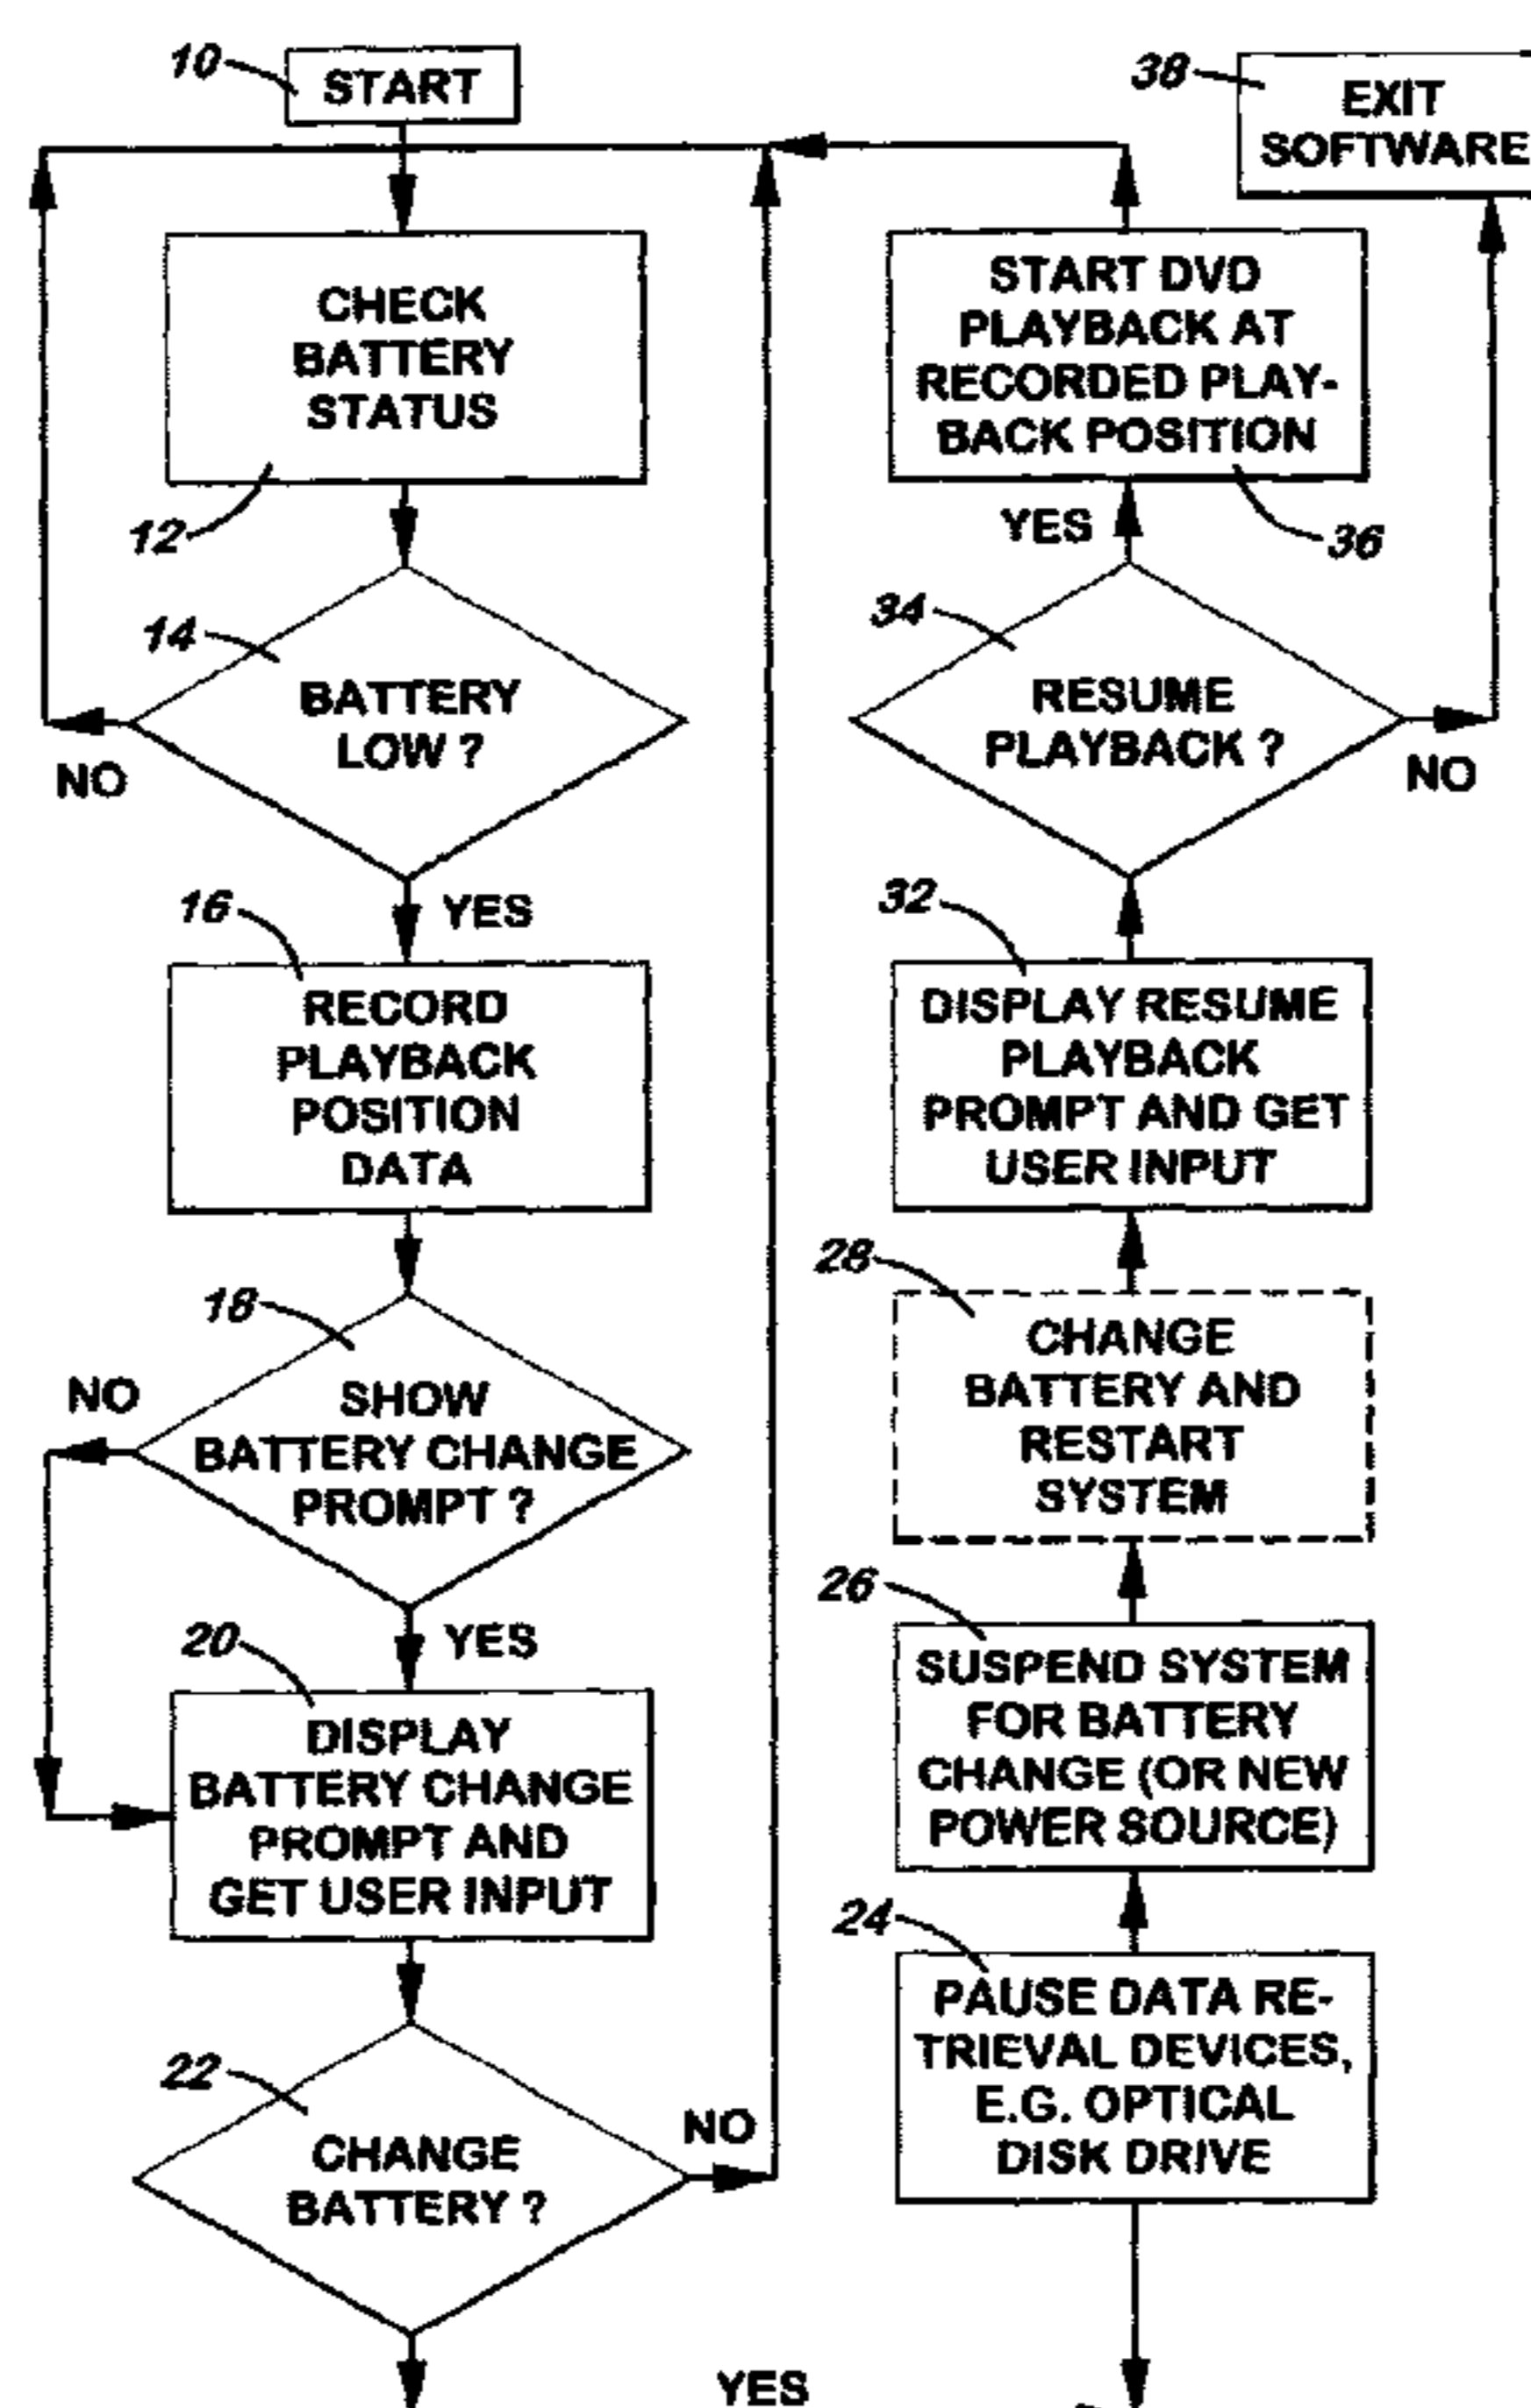 10
START
CHECK
BATTERY
STATUS
12
14
BATTERY
LOW ?
NO
YES
16
RECORD
PLAYBACK
POSITION
DATA
18
SHOW
BATTERY CHANGE
PROMPT ?
NO
YES
20
DISPLAY
BATTERY CHANGE
PROMPT AND
GET USER INPUT
22
CHANGE
BATTERY ?
NO
YES
24
PAUSE DATA RE-
TRIEVAL DEVICES,
E.G. OPTICAL
DISK DRIVE
26
SUSPEND SYSTEM
FOR BATTERY
CHANGE (OR NEW
POWER SOURCE)
28
CHANGE
BATTERY AND
RESTART
SYSTEM
32
DISPLAY RESUME
PLAYBACK
PROMPT AND GET
USER INPUT
34
RESUME
PLAYBACK ?
NO
YES
36
START DVD
PLAYBACK AT
RECORDED PLAY-
BACK POSITION
38
EXIT
SOFTWARE